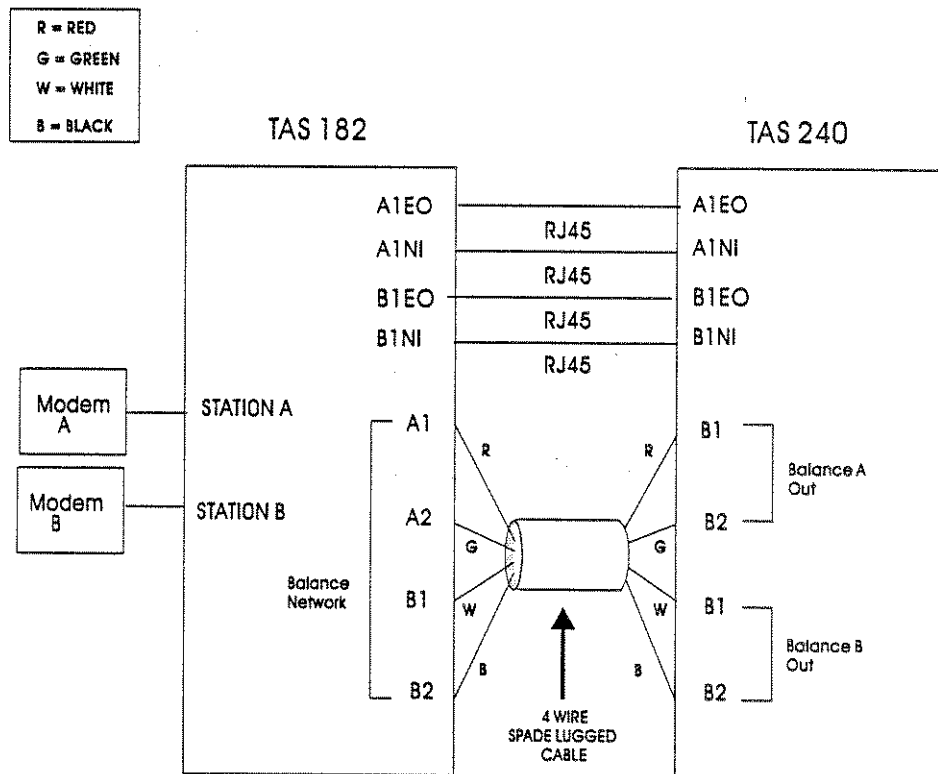 R = RED
G = GREEN
W = WHITE
B = BLACK
TAS 182
TAS 240
A1EO
A1EO
RJ45
A1NI
A1NI
RJ45
B1EO
B1EO
RJ45
B1NI
B1NI
RJ45
Modem
A
STATION A
A1
B1
R
R
Balance A
Out
Modem
B
STATION B
A2
B2
G
G
Balance
Network
B1
B1
W
W
Balance B
Out
B
B
B2
B2
4 WIRE
SPADE LUGGED
CABLE